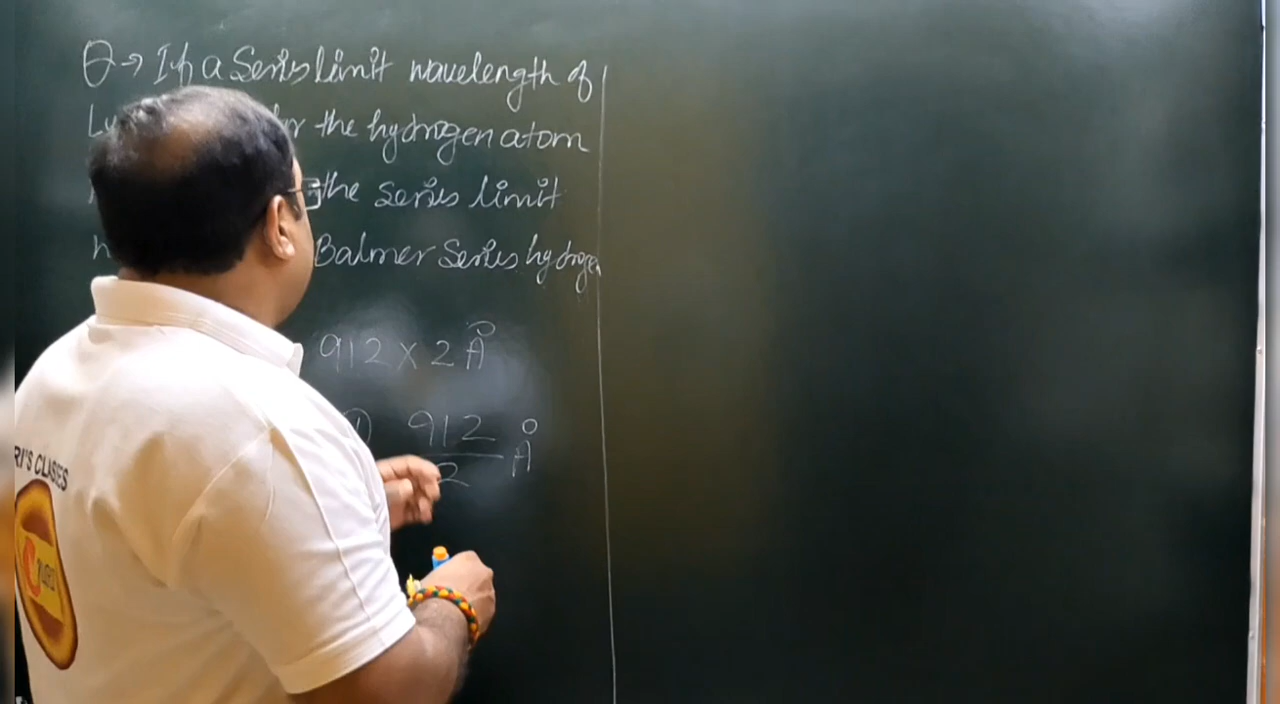 Q → If a Series limit wavelength of
the hydrogen atom
the series limit
Balmer Series hydrogen
912 × 2 Å
912 / 2 Å
RI'S CLASSES